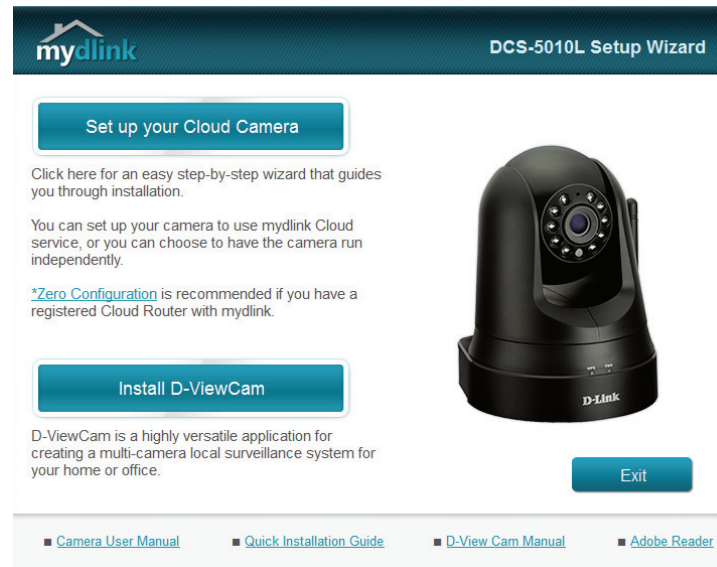 mydlink
DCS-5010L Setup Wizard
Set up your Cloud Camera
Click here for an easy step-by-step wizard that guides
you through installation.
You can set up your camera to use mydlink Cloud
service, or you can choose to have the camera run
independently.
*Zero Configuration is recommended if you have a
registered Cloud Router with mydlink.
Install D-ViewCam
D-ViewCam is a highly versatile application for
creating a multi-camera local surveillance system for
your home or office.
WPS PWR
D-Link
Exit
Camera User Manual
Quick Installation Guide
D-View Cam Manual
Adobe Reader